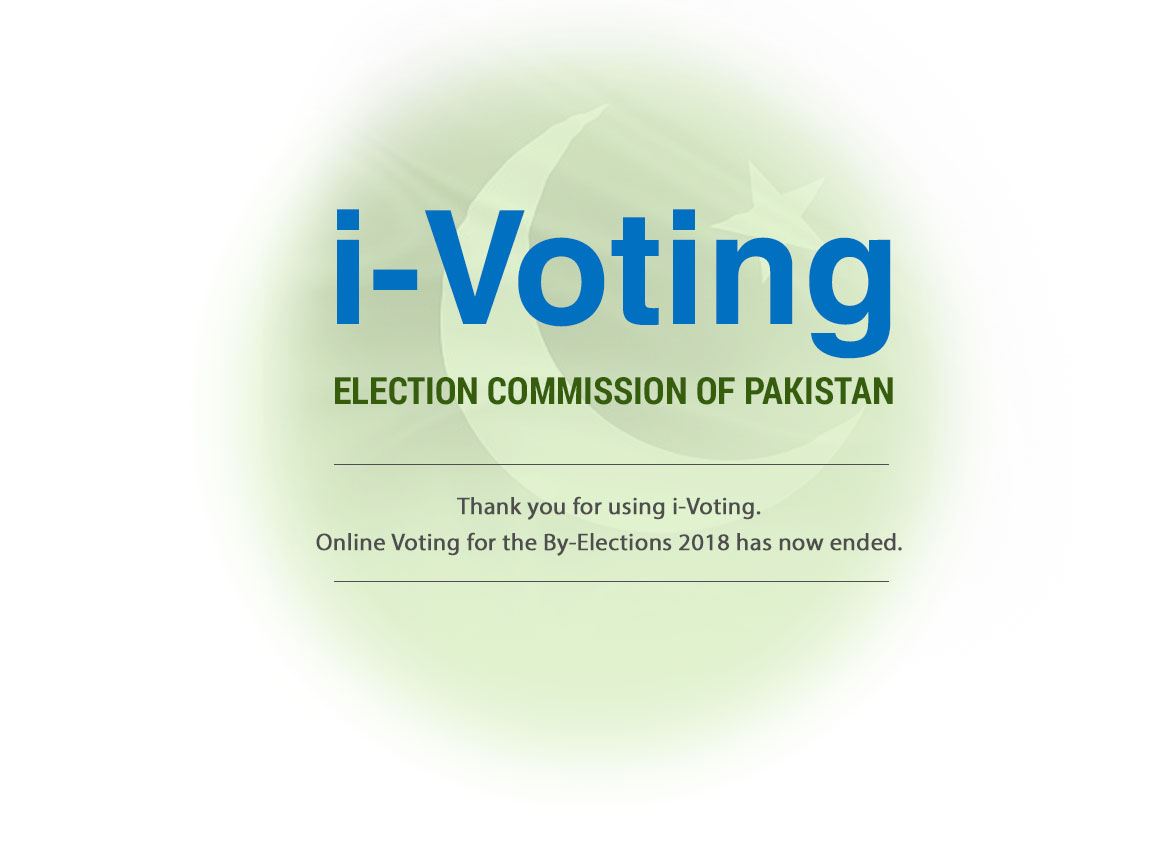 i-Voting
ELECTION COMMISSION OF PAKISTAN
Thank you for using i-Voting.
Online Voting for the By-Elections 2018 has now ended.